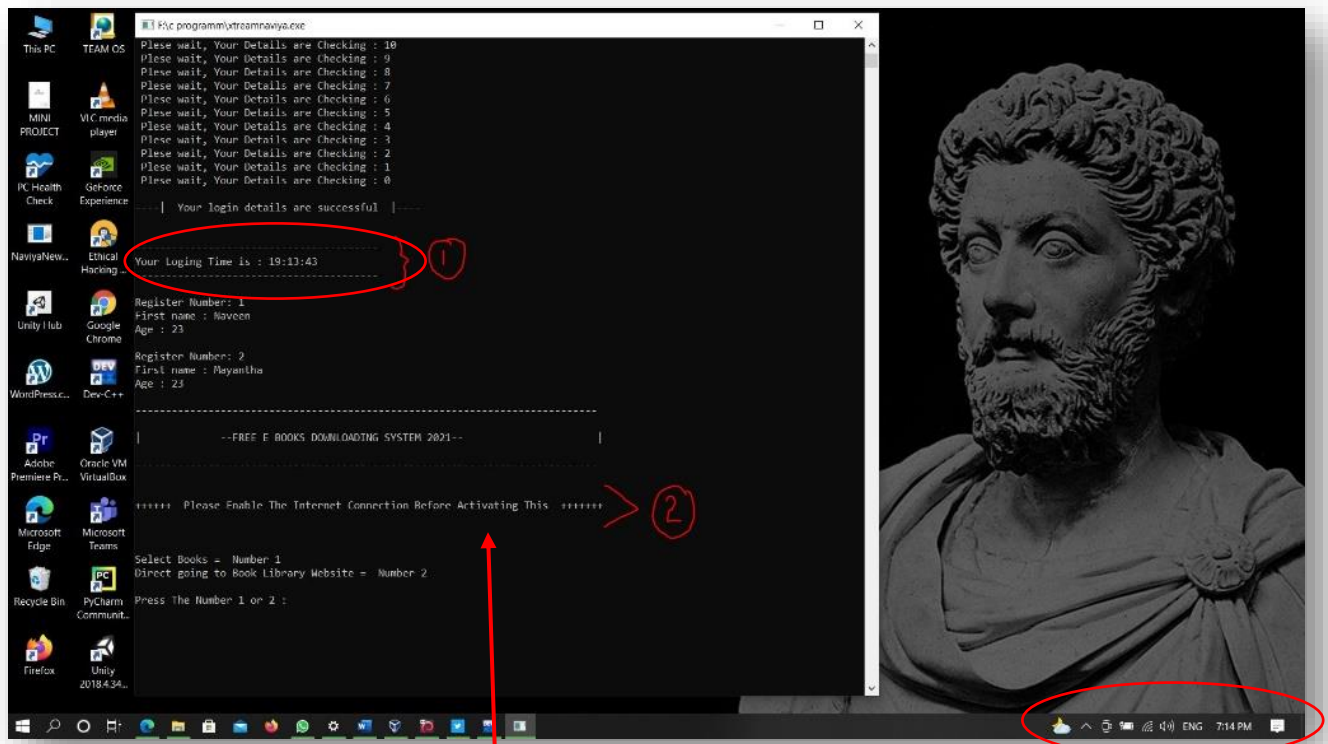 F:\c programm\xtreamnaviya.exe
Plese wait, Your Details are Checking : 10
Plese wait, Your Details are Checking : 9
Plese wait, Your Details are Checking : 8
Plese wait, Your Details are Checking : 7
Plese wait, Your Details are Checking : 6
Plese wait, Your Details are Checking : 5
Plese wait, Your Details are Checking : 4
Plese wait, Your Details are Checking : 3
Plese wait, Your Details are Checking : 2
Plese wait, Your Details are Checking : 1
Plese wait, Your Details are Checking : 0
----| Your login details are successful |----
Your Loging Time is : 19:13:43
1
Register Number: 1
First name : Naveen
Age : 23
Register Number: 2
First name : Mayantha
Age : 23
| --FREE E BOOKS DOWNLOADING SYSTEM 2021-- |
++++++ Please Enable The Internet Connection Before Activating This +++++++
2
Select Books = Number 1
Direct going to Book Library Website = Number 2
Press The Number 1 or 2 :
This PC
TEAM OS
MINI
PROJECT
VLC media
player
PC Health
Check
GeForce
Experience
NaviyaNew...
Ethical
Hacking ...
Unity Hub
Google
Chrome
WordPress.c...
DEV
Dev-C++
Pr
Adobe
Premiere Pr...
Oracle VM
VirtualBox
Microsoft
Edge
Microsoft
Teams
Recycle Bin
PC
PyCharm
Communit...
Firefox
Unity
2018.4.34...
ENG 7:14 PM